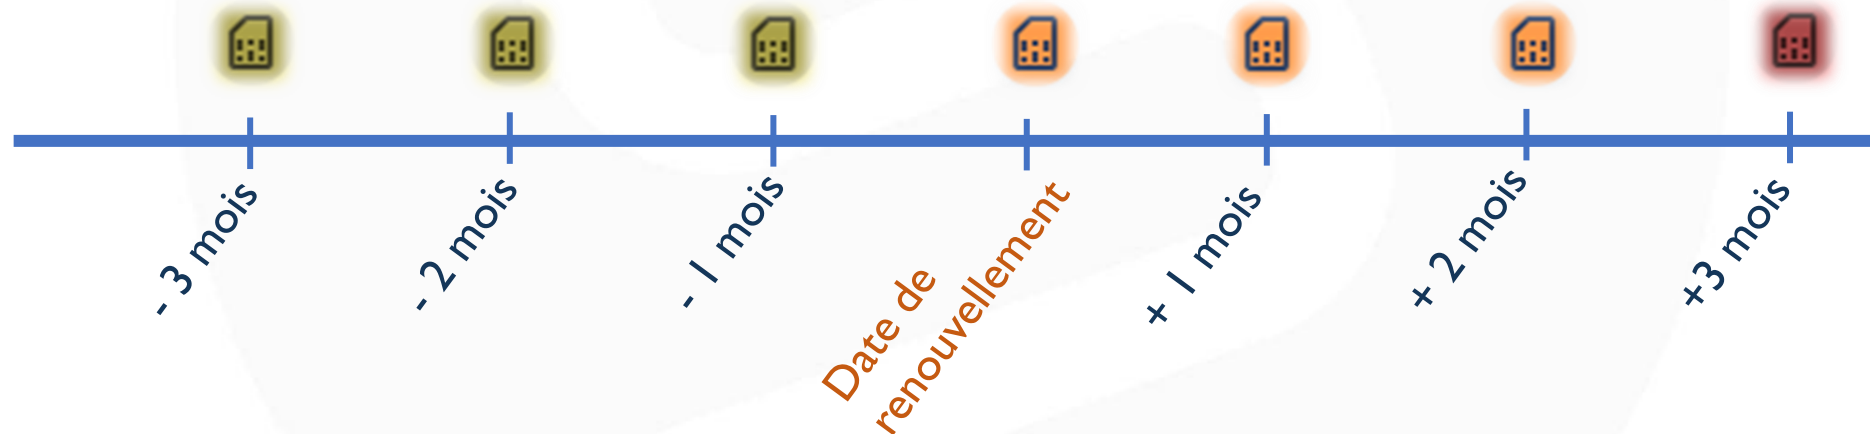 - 3 mois
- 2 mois
- 1 mois
Date de
renouvellement
+ 1 mois
+ 2 mois
+3 mois